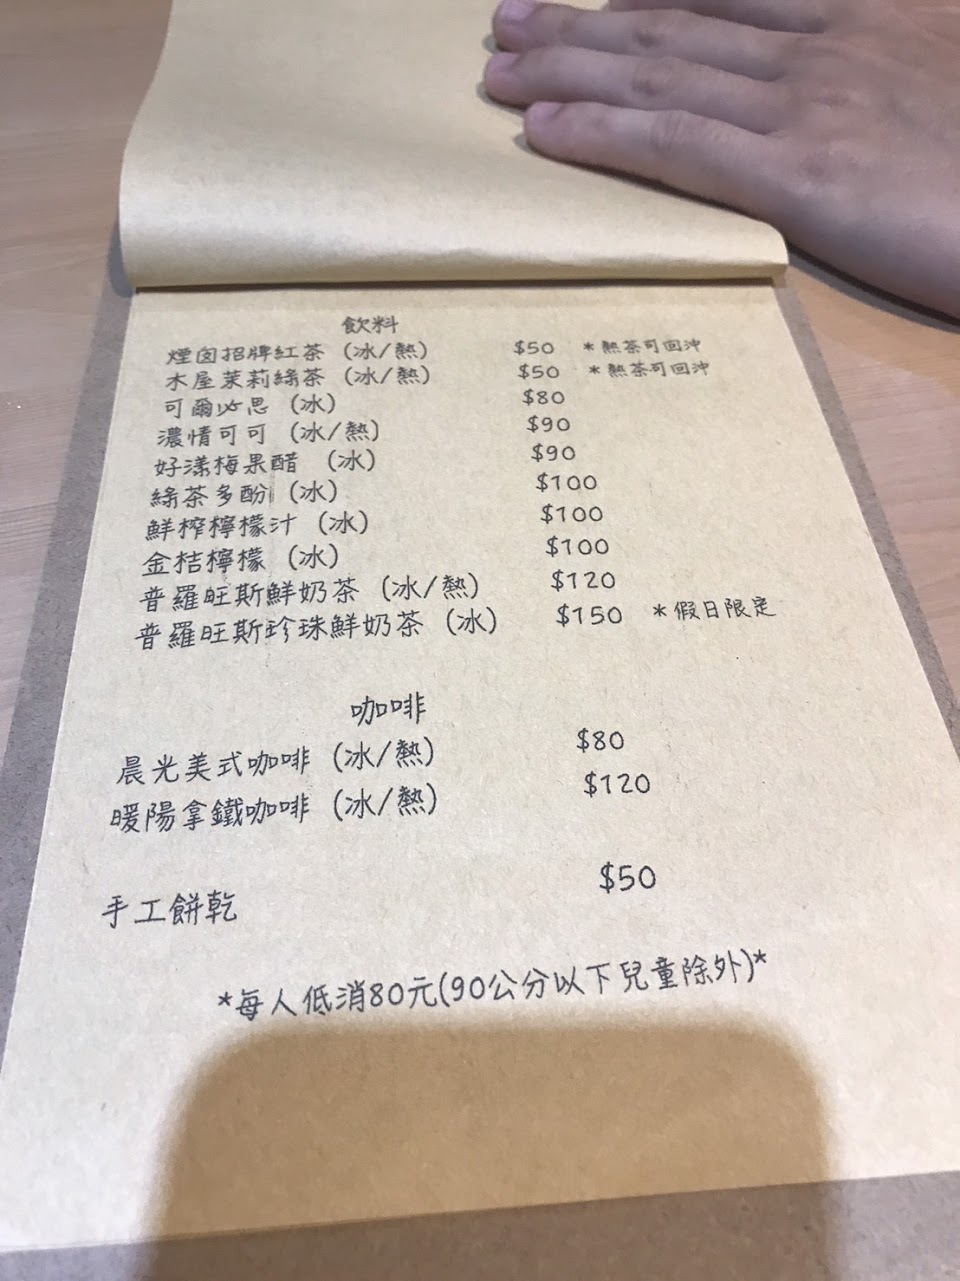 飲料
煙囪招牌紅茶 (冰/熱) $50 *熱茶可回沖
木屋茉莉綠茶 (冰/熱) $50 *熱茶可回沖
可爾必思 (冰) $80
濃情可可 (冰/熱) $90
好漾梅果醋 (冰) $90
綠茶多酚 (冰) $100
鮮榨檸檬汁 (冰) $100
金桔檸檬 (冰) $100
普羅旺斯鮮奶茶 (冰/熱) $120
普羅旺斯珍珠鮮奶茶 (冰) $150 *假日限定
咖啡
晨光美式咖啡 (冰/熱) $80
暖陽拿鐵咖啡 (冰/熱) $120
手工餅乾 $50
*每人低消80元(90公分以下兒童除外)*